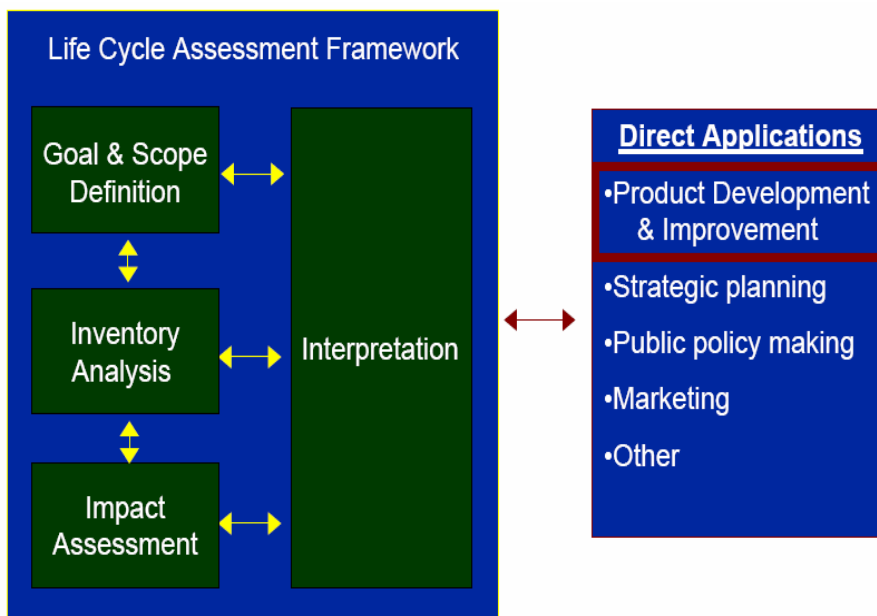 Life Cycle Assessment Framework
Goal & Scope
Definition
Inventory
Analysis
Impact
Assessment
Interpretation
Direct Applications
•Product Development
& Improvement
•Strategic planning
•Public policy making
•Marketing
•Other